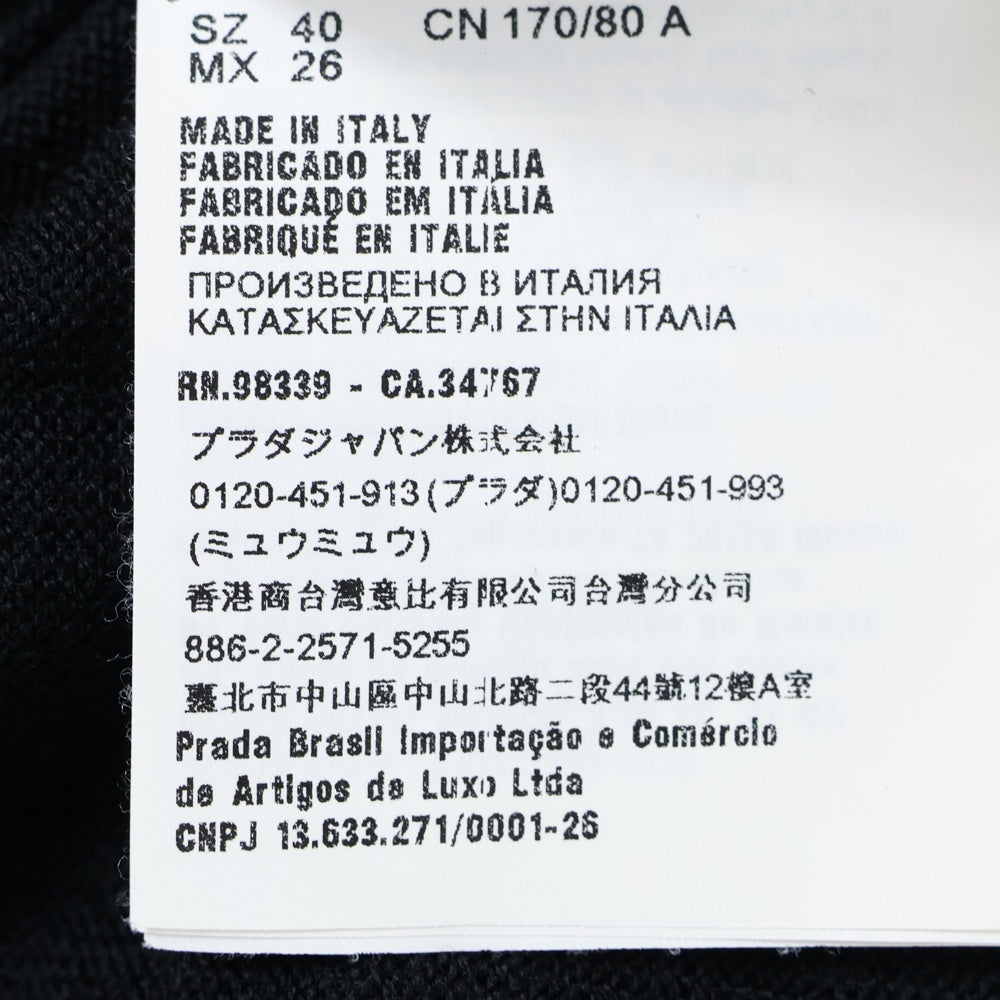 SZ 40 CN 170/80 A
MX 26
MADE IN ITALY
FABRICADO EN ITALIA
FABRICADO EM ITÁLIA
FABRIQUÉ EN ITALIE
ПРОИЗВЕДЕНО В ИТАЛИЯ
ΚΑΤΑΣΚΕΥΑΖΕΤΑΙ ΣΤΗΝ ΙΤΑΛΙΑ
RN.98339 - CA.34767
プラダジャパン株式会社
0120-451-913(プラダ)0120-451-993
(ミュウミュウ)
香港商台灣意比有限公司台灣分公司
886-2-2571-5255
臺北市中山區中山北路二段44號12樓A室
Prada Brasil Importação e Comércio
de Artigos de Luxo Ltda
CNPJ 13.633.271/0001-26